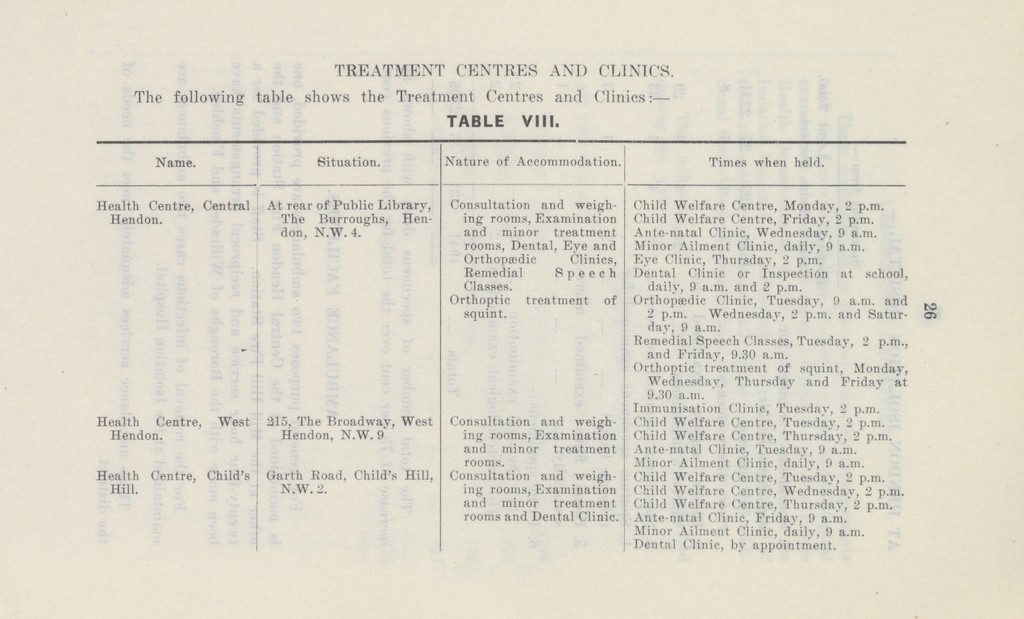 TREATMENT CENTRES AND CLINICS.
The following table shows the Treatment Centres and Clinics:—
TABLE VIII.
Name.
Situation.
Nature of Accommodation.
Times when held.
Health Centre, Central
Hendon.
At rear of Public Library,
The Burroughs, Hen-
don, N.W. 4.
Consultation and weigh-
ing rooms, Examination
and minor treatment
rooms, Dental, Eye and
Orthopædic Clinics,
Remedial Speech
Classes.
Orthoptic treatment of
squint.
Child Welfare Centre, Monday, 2 p.m.
Child Welfare Centre, Friday, 2 p.m.
Ante-natal Clinic, Wednesday, 9 a.m.
Minor Ailment Clinic, daily, 9 a.m.
Eye Clinic, Thursday, 2 p.m.
Dental Clinic or Inspection at school,
daily, 9 a.m. and 2 p.m.
Orthopædic Clinic, Tuesday, 9 a.m. and
2 p.m. Wednesday, 2 p.m. and Satur-
day, 9 a.m.
Remedial Speech Classes, Tuesday, 2 p.m.,
and Friday, 9.30 a.m.
Orthoptic treatment of squint, Monday,
Wednesday, Thursday and Friday at
9.30 a.m.
Immunisation Clinic, Tuesday, 2 p.m.
Health Centre, West
Hendon.
215, The Broadway, West
Hendon, N.W. 9
Consultation and weigh-
ing rooms, Examination
and minor treatment
rooms.
Child Welfare Centre, Tuesday, 2 p.m.
Child Welfare Centre, Thursday, 2 p.m.
Ante-natal Clinic, Tuesday, 9 a.m.
Minor Ailment Clinic, daily, 9 a.m.
Health Centre, Child's
Hill.
Garth Road, Child's Hill,
N.W. 2.
Consultation and weigh-
ing rooms, Examination
and minor treatment
rooms and Dental Clinic.
Child Welfare Centre, Tuesday, 2 p.m.
Child Welfare Centre, Wednesday, 2 p.m.
Child Welfare Centre, Thursday, 2 p.m.
Ante-natal Clinic, Friday, 9 a.m.
Minor Ailment Clinic, daily, 9 a.m.
Dental Clinic, by appointment.
26